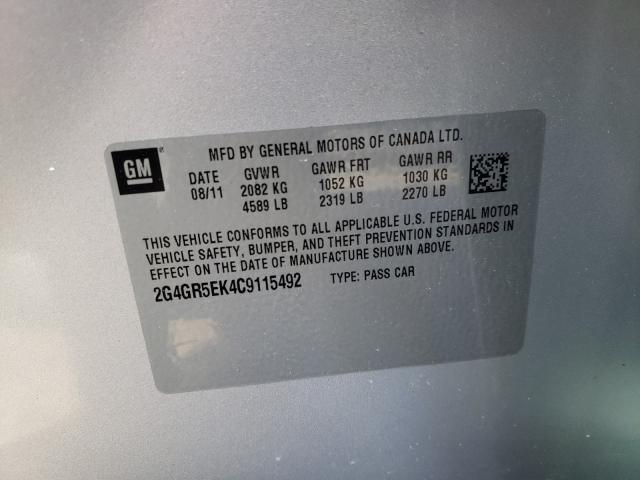 MFD BY GENERAL MOTORS OF CANADA LTD.
GM
DATE GVWR GAWR FRT GAWR RR
08/11 2082 KG 1052 KG 1030 KG
4589 LB 2319 LB 2270 LB
THIS VEHICLE CONFORMS TO ALL APPLICABLE U.S. FEDERAL MOTOR
VEHICLE SAFETY, BUMPER, AND THEFT PREVENTION STANDARDS IN
EFFECT ON THE DATE OF MANUFACTURE SHOWN ABOVE.
2G4GR5EK4C9115492 TYPE: PASS CAR